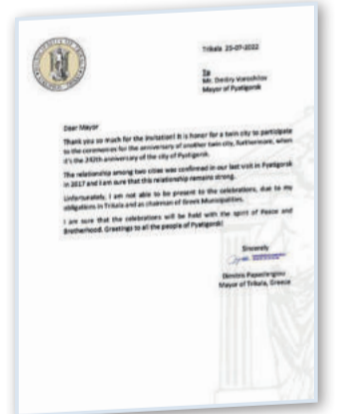 Trikala 25-07-2022
To
Mr. Dmitry Voroshilov
Mayor of Pyatigorsk
Dear Mayor
Thank you so much for the invitation! It is honor for a twin city to participate
to the ceremonies for the anniversary of another twin city, furthermore, when
it's the 242th anniversary of the city of Pyatigorsk.
The relationship among two cities was confirmed in our last visit in Pyatigorsk
in 2017 and I am sure that this relationship remains strong.
Unfortunately, I am not able to be present to the celebrations, due to my
obligations in Trikala and as chairman of Greek Municipalities.
I am sure that the celebrations will be held with the spirit of Peace and
Brotherhood. Greetings to all the people of Pyatigorsk!
Sincerely
Dimitris Papastergiou
Mayor of Trikala, Greece